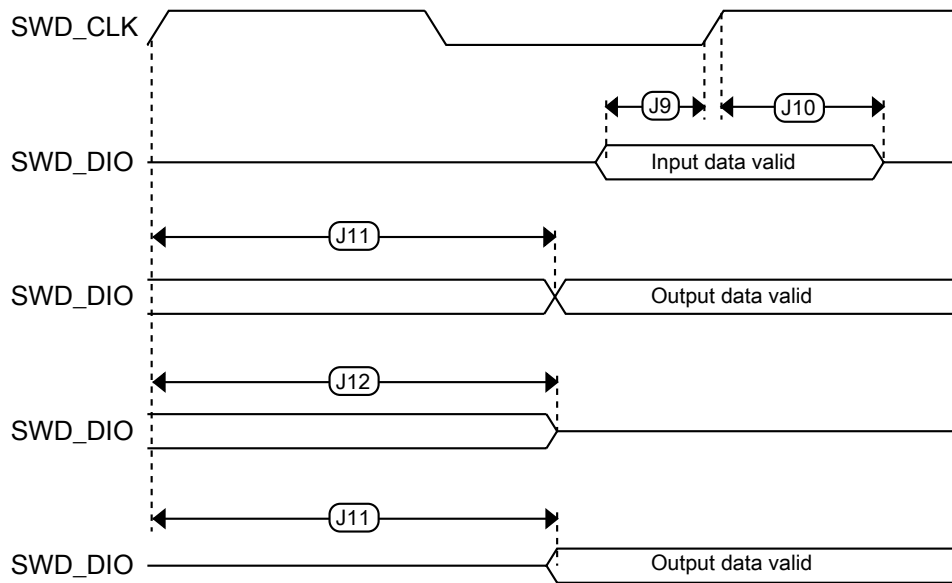 SWD_CLK
J9
J10
SWD_DIO
Input data valid
J11
SWD_DIO
Output data valid
J12
SWD_DIO
J11
SWD_DIO
Output data valid